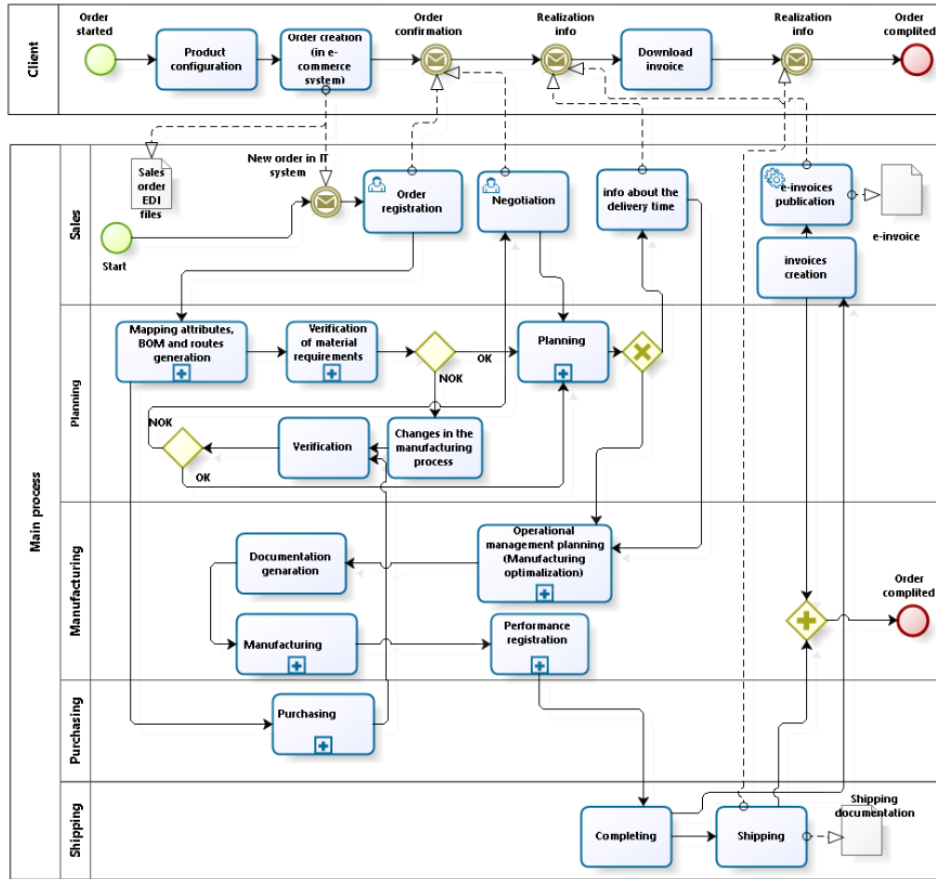 Client
Order
started
Product
configuration
Order creation
(in e-
commerce
system)
Order
confirmation
Realization
info
Download
invoice
Realization
info
Order
complited
Main process
Sales
Sales
order
EDI
files
New order in IT
system
Start
Order
registration
Negotiation
info about the
delivery time
e-invoices
publication
e-invoice
invoices
creation
Planning
Mapping attributes,
BOM and routes
generation
Verification
of material
requirements
OK
NOK
Planning
NOK
OK
Verification
Changes in the
manufacturing
process
Manufacturing
Documentation
genaration
Operational
management planning
(Manufacturing
optimalization)
Manufacturing
Performance
registration
Order
complited
Purchasing
Purchasing
Shipping
Completing
Shipping
Shipping
documentation